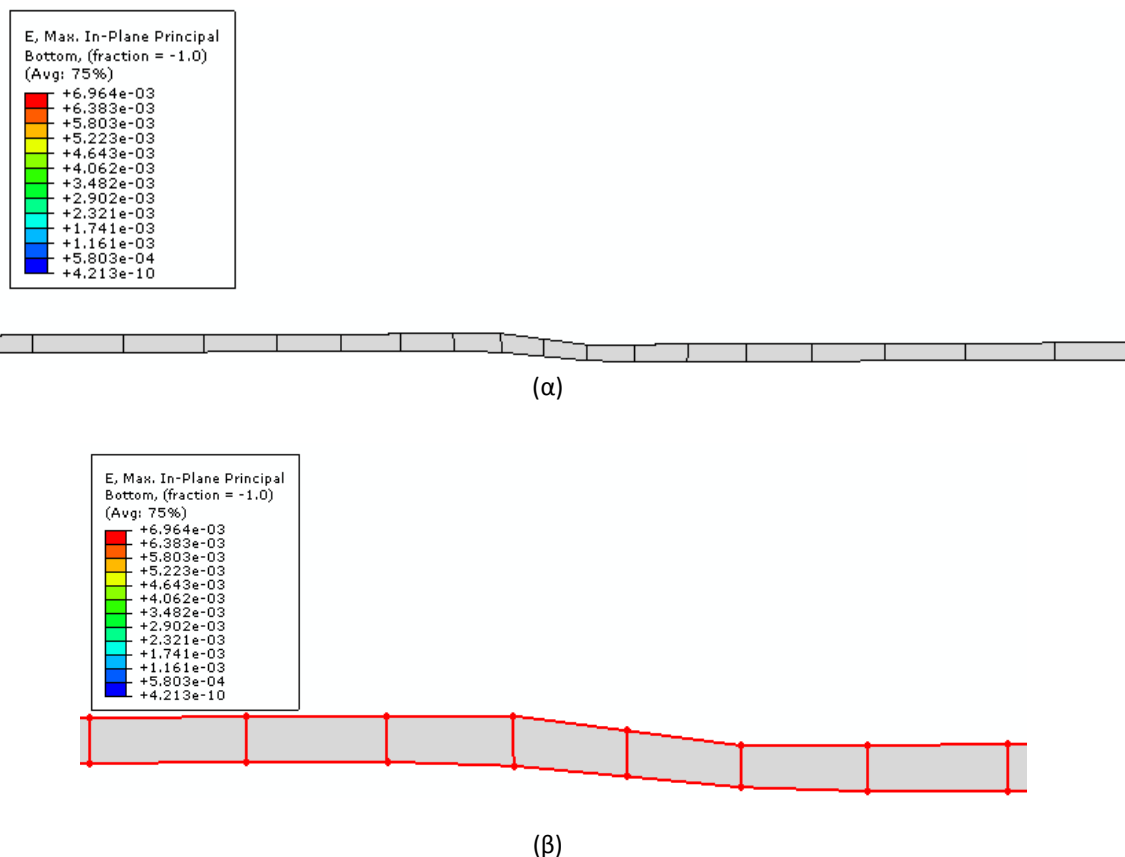 E, Max. In-Plane Principal
Bottom, (fraction = -1.0)
(Avg: 75%)
+6.964e-03
+6.383e-03
+5.803e-03
+5.223e-03
+4.643e-03
+4.062e-03
+3.482e-03
+2.902e-03
+2.321e-03
+1.741e-03
+1.161e-03
+5.803e-04
+4.213e-10
(α)
E, Max. In-Plane Principal
Bottom, (fraction = -1.0)
(Avg: 75%)
+6.964e-03
+6.383e-03
+5.803e-03
+5.223e-03
+4.643e-03
+4.062e-03
+3.482e-03
+2.902e-03
+2.321e-03
+1.741e-03
+1.161e-03
+5.803e-04
+4.213e-10
(β)